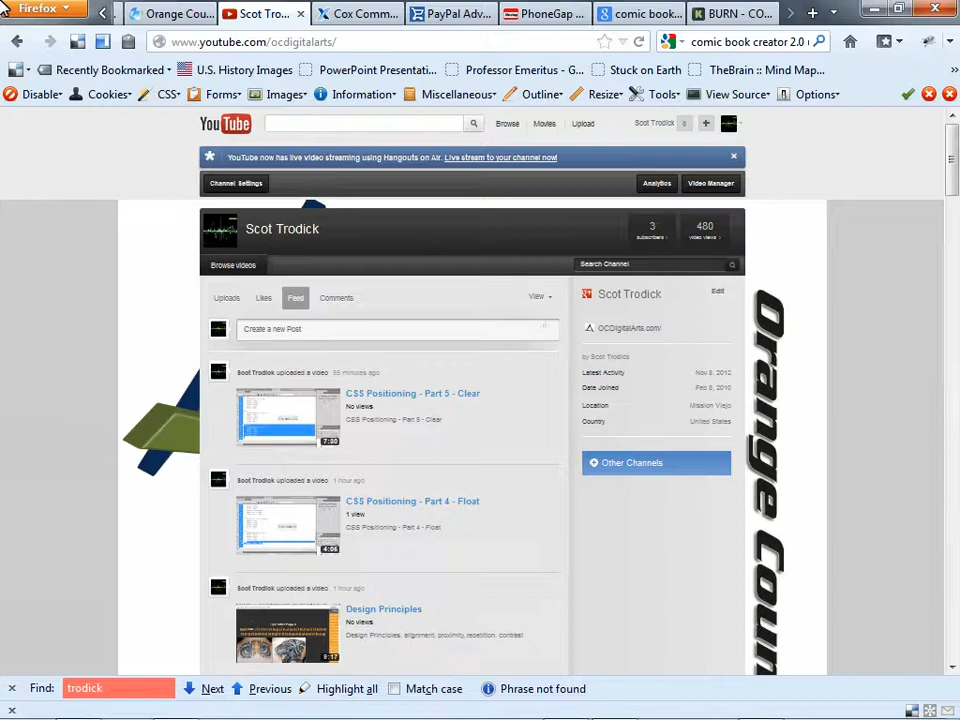 Firefox
Orange Cou...
Scot Tro...
Cox Comm...
PayPal Adv...
PhoneGap ...
comic book...
BURN - CO...
www.youtube.com/ocdigitalarts/
comic book creator 2.0
Recently Bookmarked
U.S. History Images
PowerPoint Presentati...
Professor Emeritus - G...
Stuck on Earth
TheBrain :: Mind Map...
Disable
Cookies
CSS
Forms
Images
Information
Miscellaneous
Outline
Resize
Tools
View Source
Options
YouTube
Browse
Movies
Upload
Scot Trodick
0
YouTube now has live video streaming using Hangouts on Air. Live stream to your channel now!
Channel Settings
Analytics
Video Manager
Scot Trodick
3
subscribers
480
video views
Browse videos
Search Channel
Uploads
Likes
Feed
Comments
View
Scot Trodick
Edit
Create a new Post
OCDigitalArts.com/
by Scot Trodick
Scot Trodick uploaded a video 55 minutes ago
Latest Activity
Nov 8, 2012
Date Joined
Feb 8, 2010
CSS Positioning - Part 5 - Clear
No views
Location
Mission Viejo
CSS Positioning - Part 5 - Clear
Country
United States
7:00
Other Channels
Scot Trodick uploaded a video 1 hour ago
CSS Positioning - Part 4 - Float
1 view
CSS Positioning - Part 4 - Float
4:06
Scot Trodick uploaded a video 1 hour ago
Design Principles
No views
Design Principles, alignment, proximity, repetition, contrast
9:17
Orange Coun
Find:
trodick
Next
Previous
Highlight all
Match case
Phrase not found